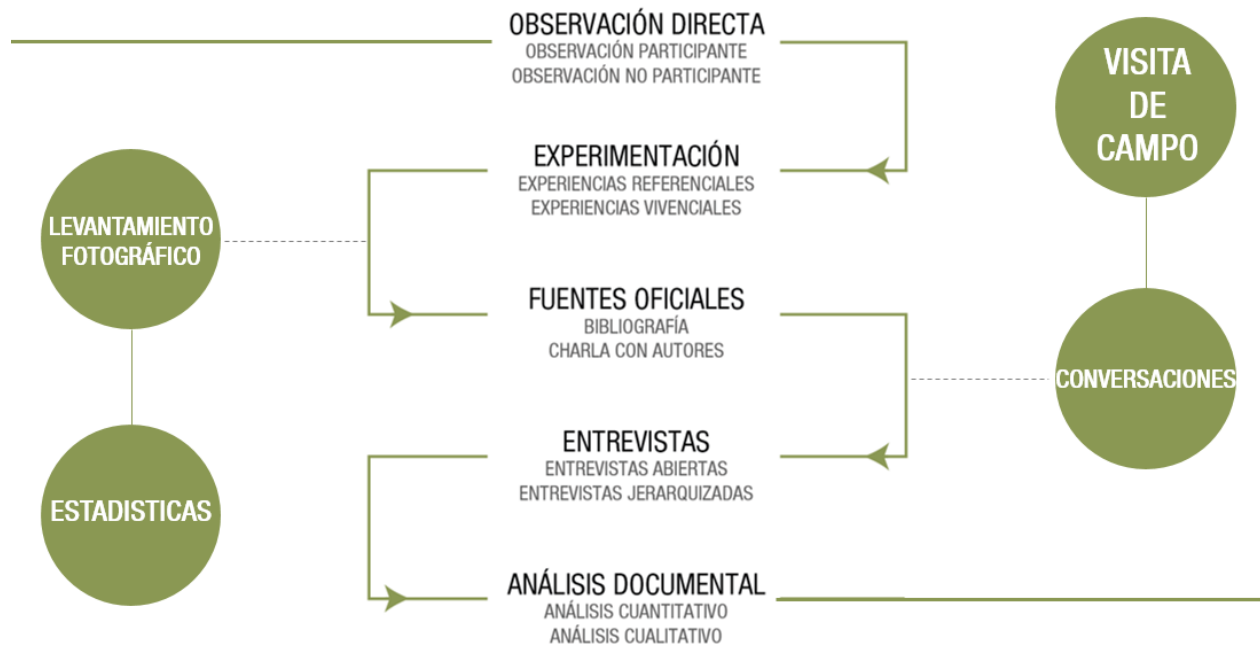 OBSERVACIÓN DIRECTA
OBSERVACIÓN PARTICIPANTE
OBSERVACIÓN NO PARTICIPANTE
VISITA
DE
CAMPO
EXPERIMENTACIÓN
EXPERIENCIAS REFERENCIALES
EXPERIENCIAS VIVENCIALES
LEVANTAMIENTO
FOTOGRÁFICO
FUENTES OFICIALES
BIBLIOGRAFÍA
CHARLA CON AUTORES
CONVERSACIONES
ENTREVISTAS
ENTREVISTAS ABIERTAS
ENTREVISTAS JERARQUIZADAS
ESTADISTICAS
ANÁLISIS DOCUMENTAL
ANÁLISIS CUANTITATIVO
ANÁLISIS CUALITATIVO